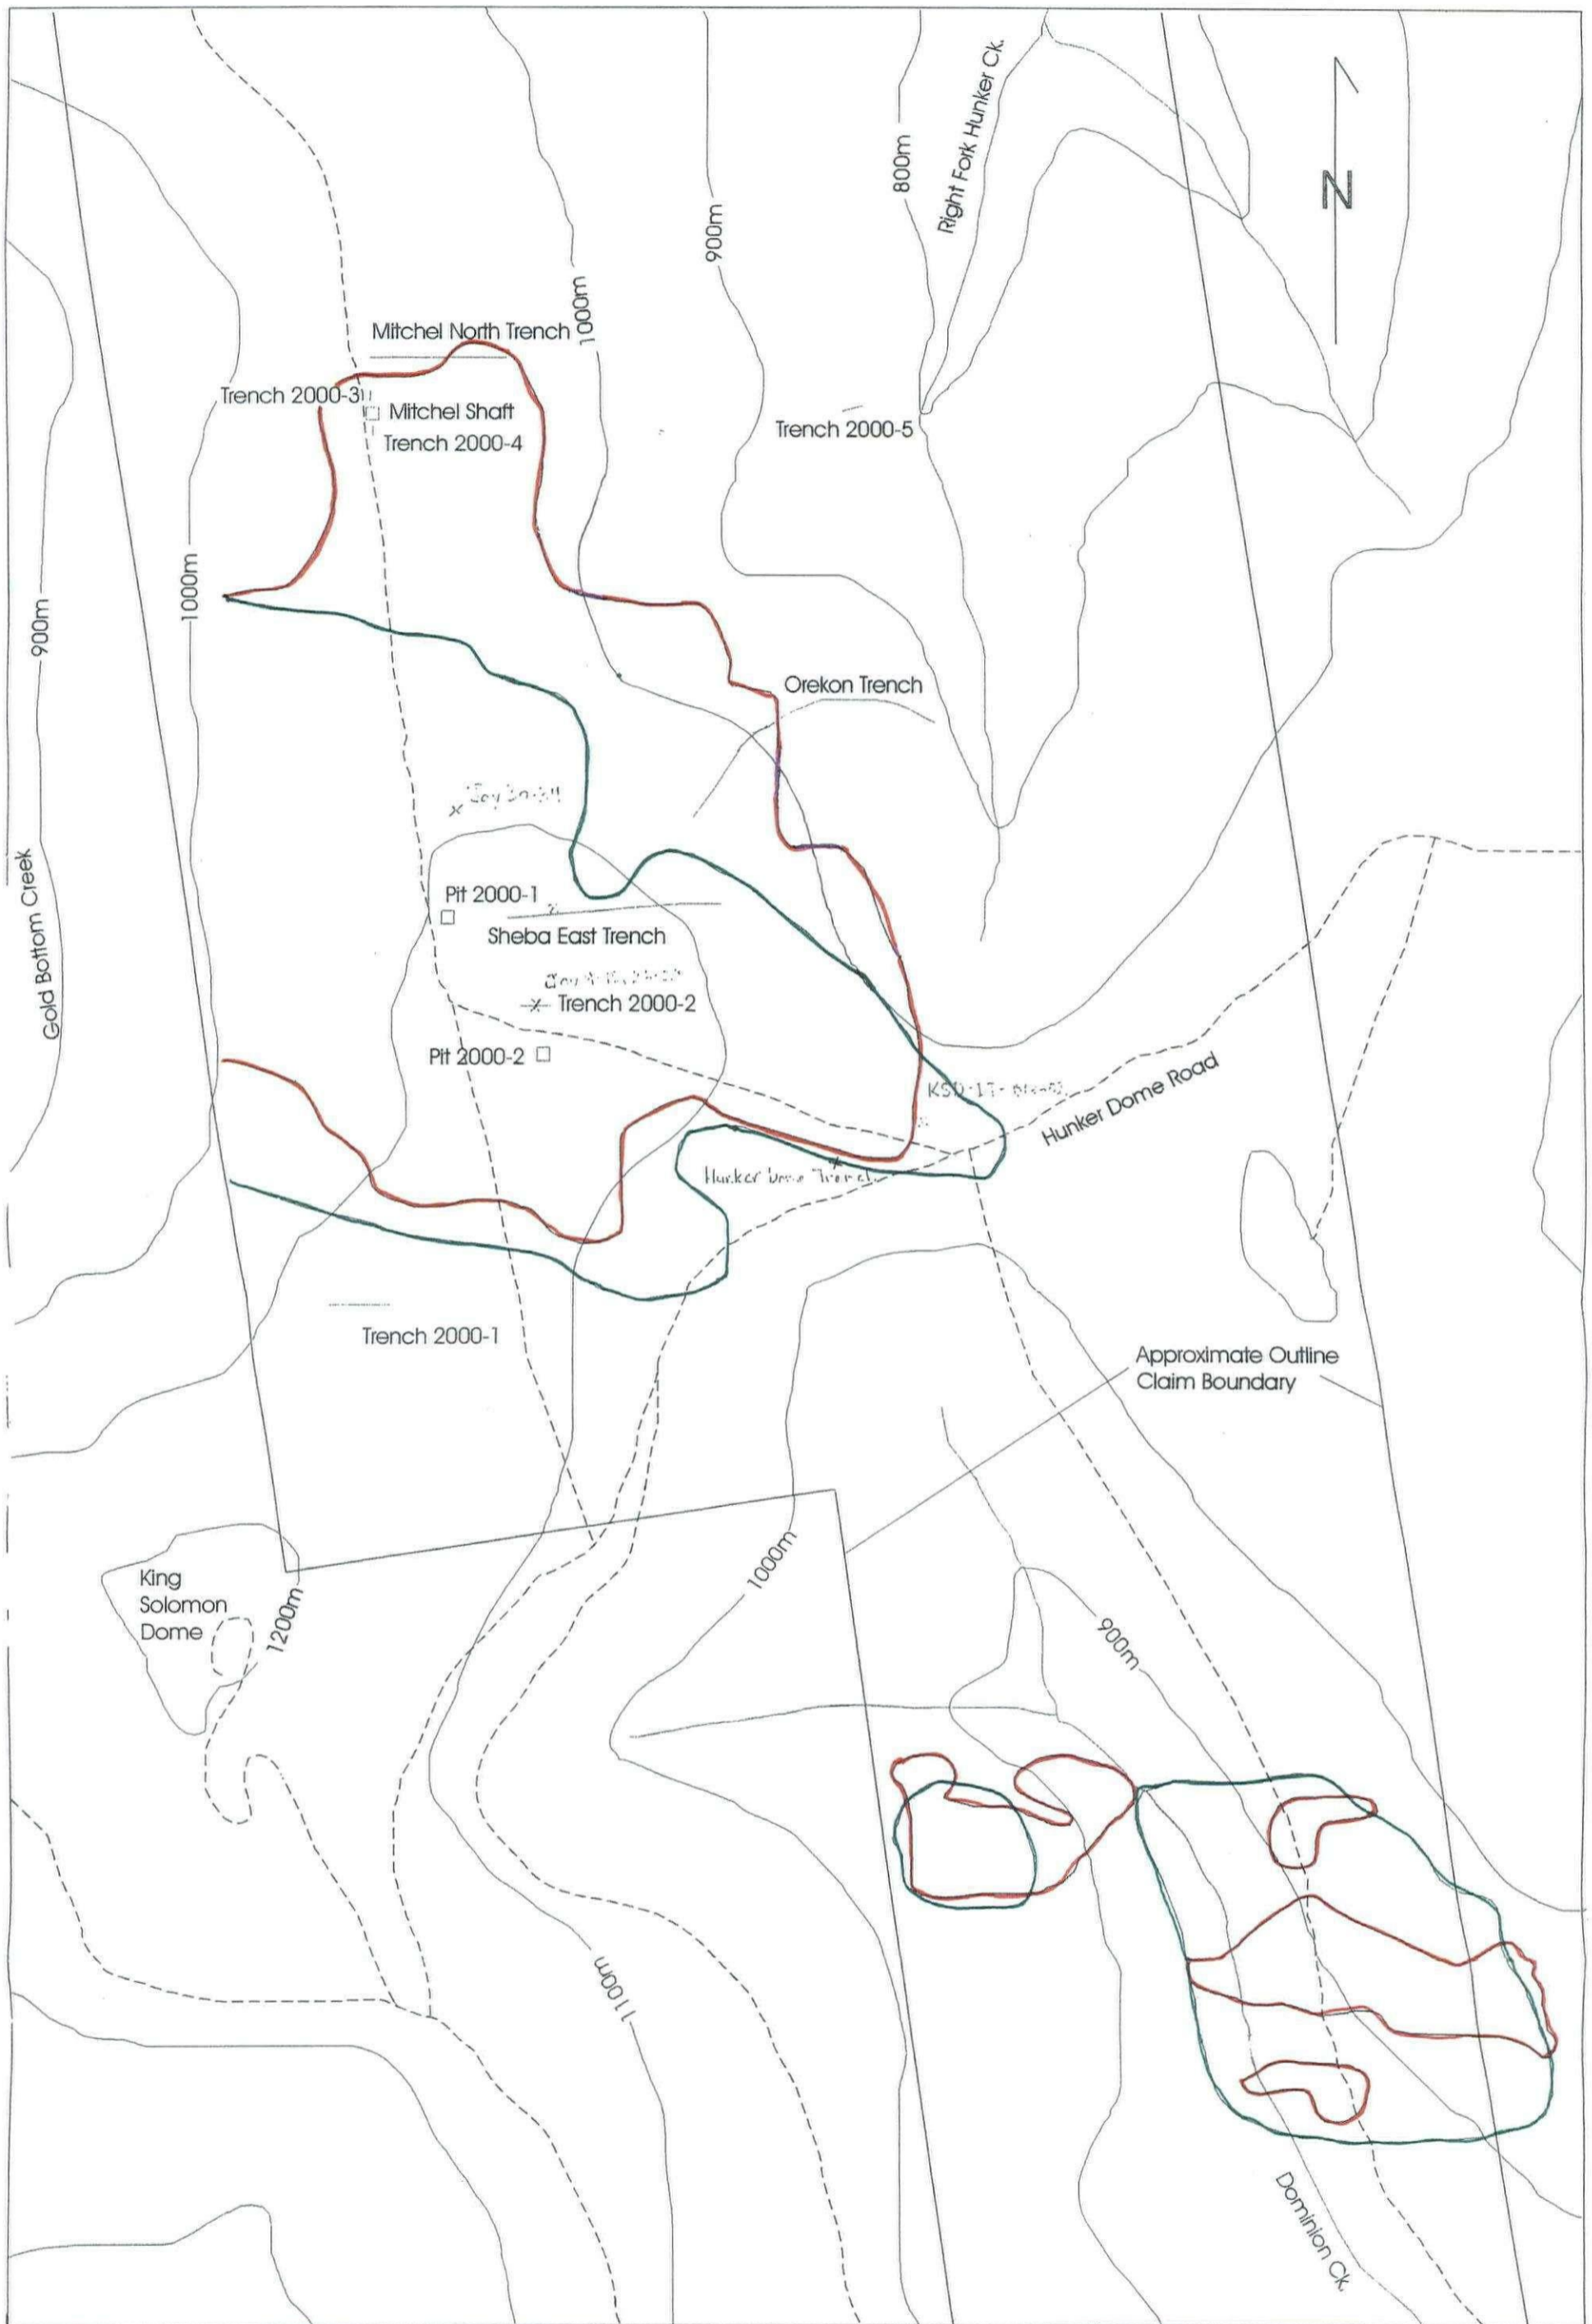 Right Fork Hunker Ck.
800m
900m
N
1000m
Mitchel North Trench
Trench 2000-3
Mitchel Shaft
Trench 2000-4
Trench 2000-5
1000m
900m
Orekon Trench
Gold Bottom Creek
Pit 2000-1
Sheba East Trench
Trench 2000-2
Pit 2000-2
Hunker Dome Road
Hunker Dome Trench
Trench 2000-1
Approximate Outline
Claim Boundary
King
Solomon
Dome
1200m
1000m
900m
1100m
Dominion Ck.